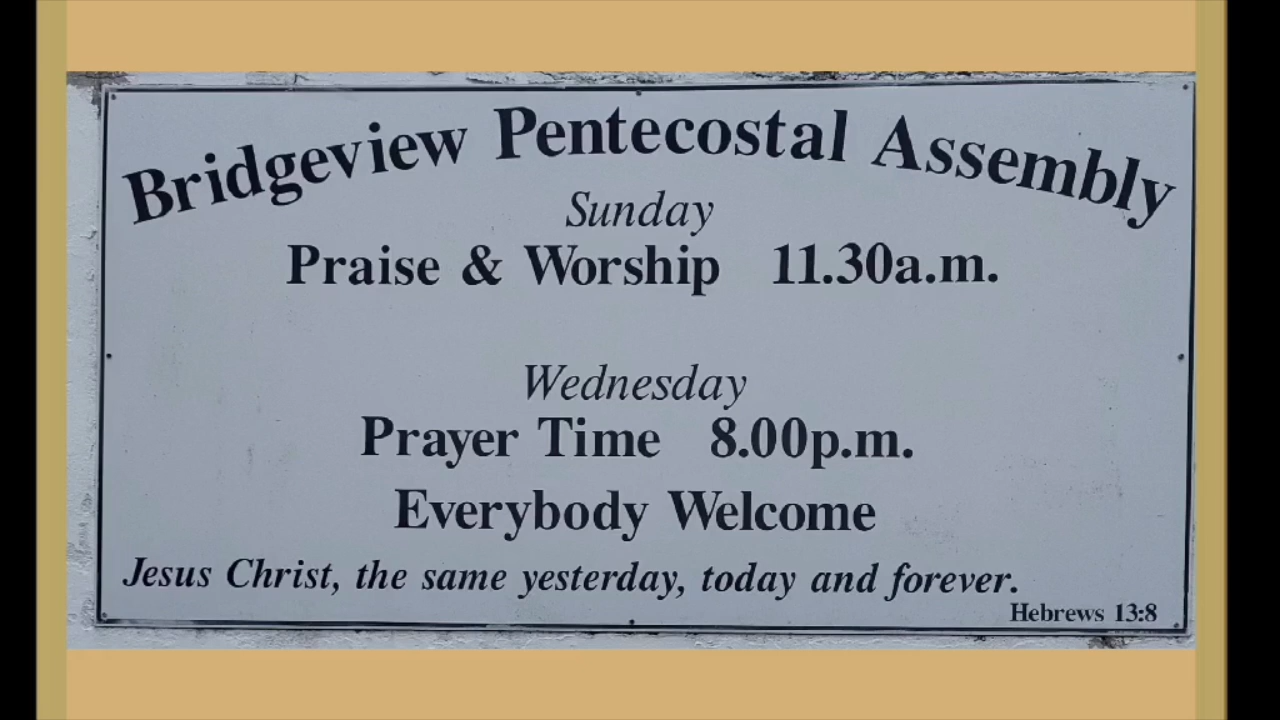 Bridgeview Pentecostal Assembly
Sunday
Praise & Worship 11.30a.m.
Wednesday
Prayer Time 8.00p.m.
Everybody Welcome
Jesus Christ, the same yesterday, today and forever.
Hebrews 13:8